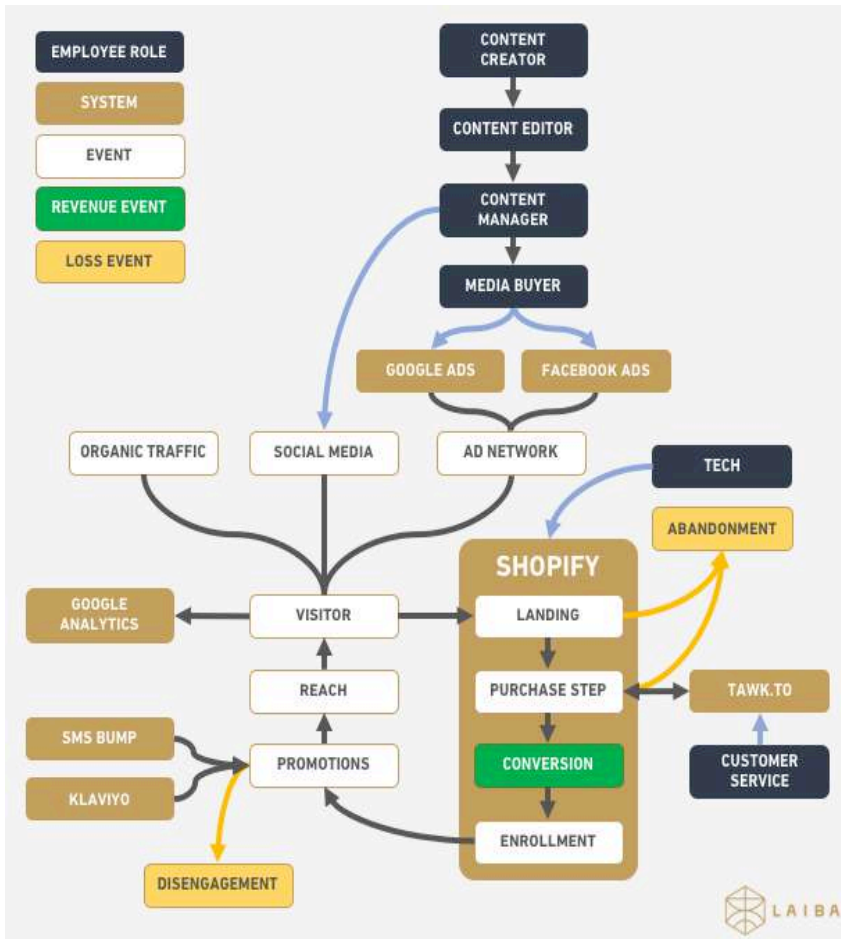 EMPLOYEE ROLE
SYSTEM
EVENT
REVENUE EVENT
LOSS EVENT
CONTENT
CREATOR
CONTENT EDITOR
CONTENT
MANAGER
MEDIA BUYER
GOOGLE ADS
FACEBOOK ADS
ORGANIC TRAFFIC
SOCIAL MEDIA
AD NETWORK
TECH
ABANDONMENT
SHOPIFY
GOOGLE
ANALYTICS
VISITOR
LANDING
REACH
PURCHASE STEP
TAWK.TO
SMS BUMP
PROMOTIONS
CONVERSION
CUSTOMER
SERVICE
KLAVIYO
ENROLLMENT
DISENGAGEMENT
LAIBA